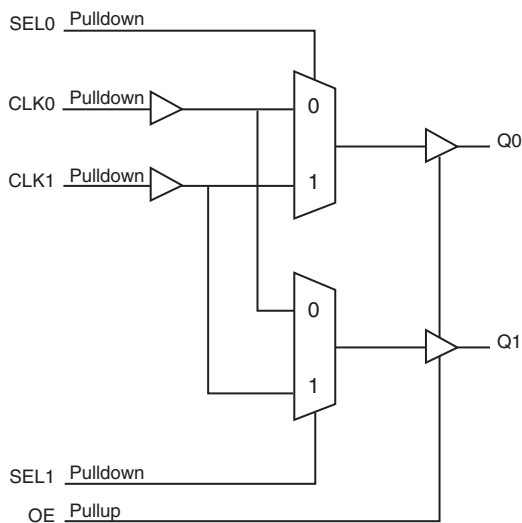 SEL0 Pulldown
CLK0 Pulldown
0
Q0
CLK1 Pulldown
1
0
Q1
1
SEL1 Pulldown
OE Pullup